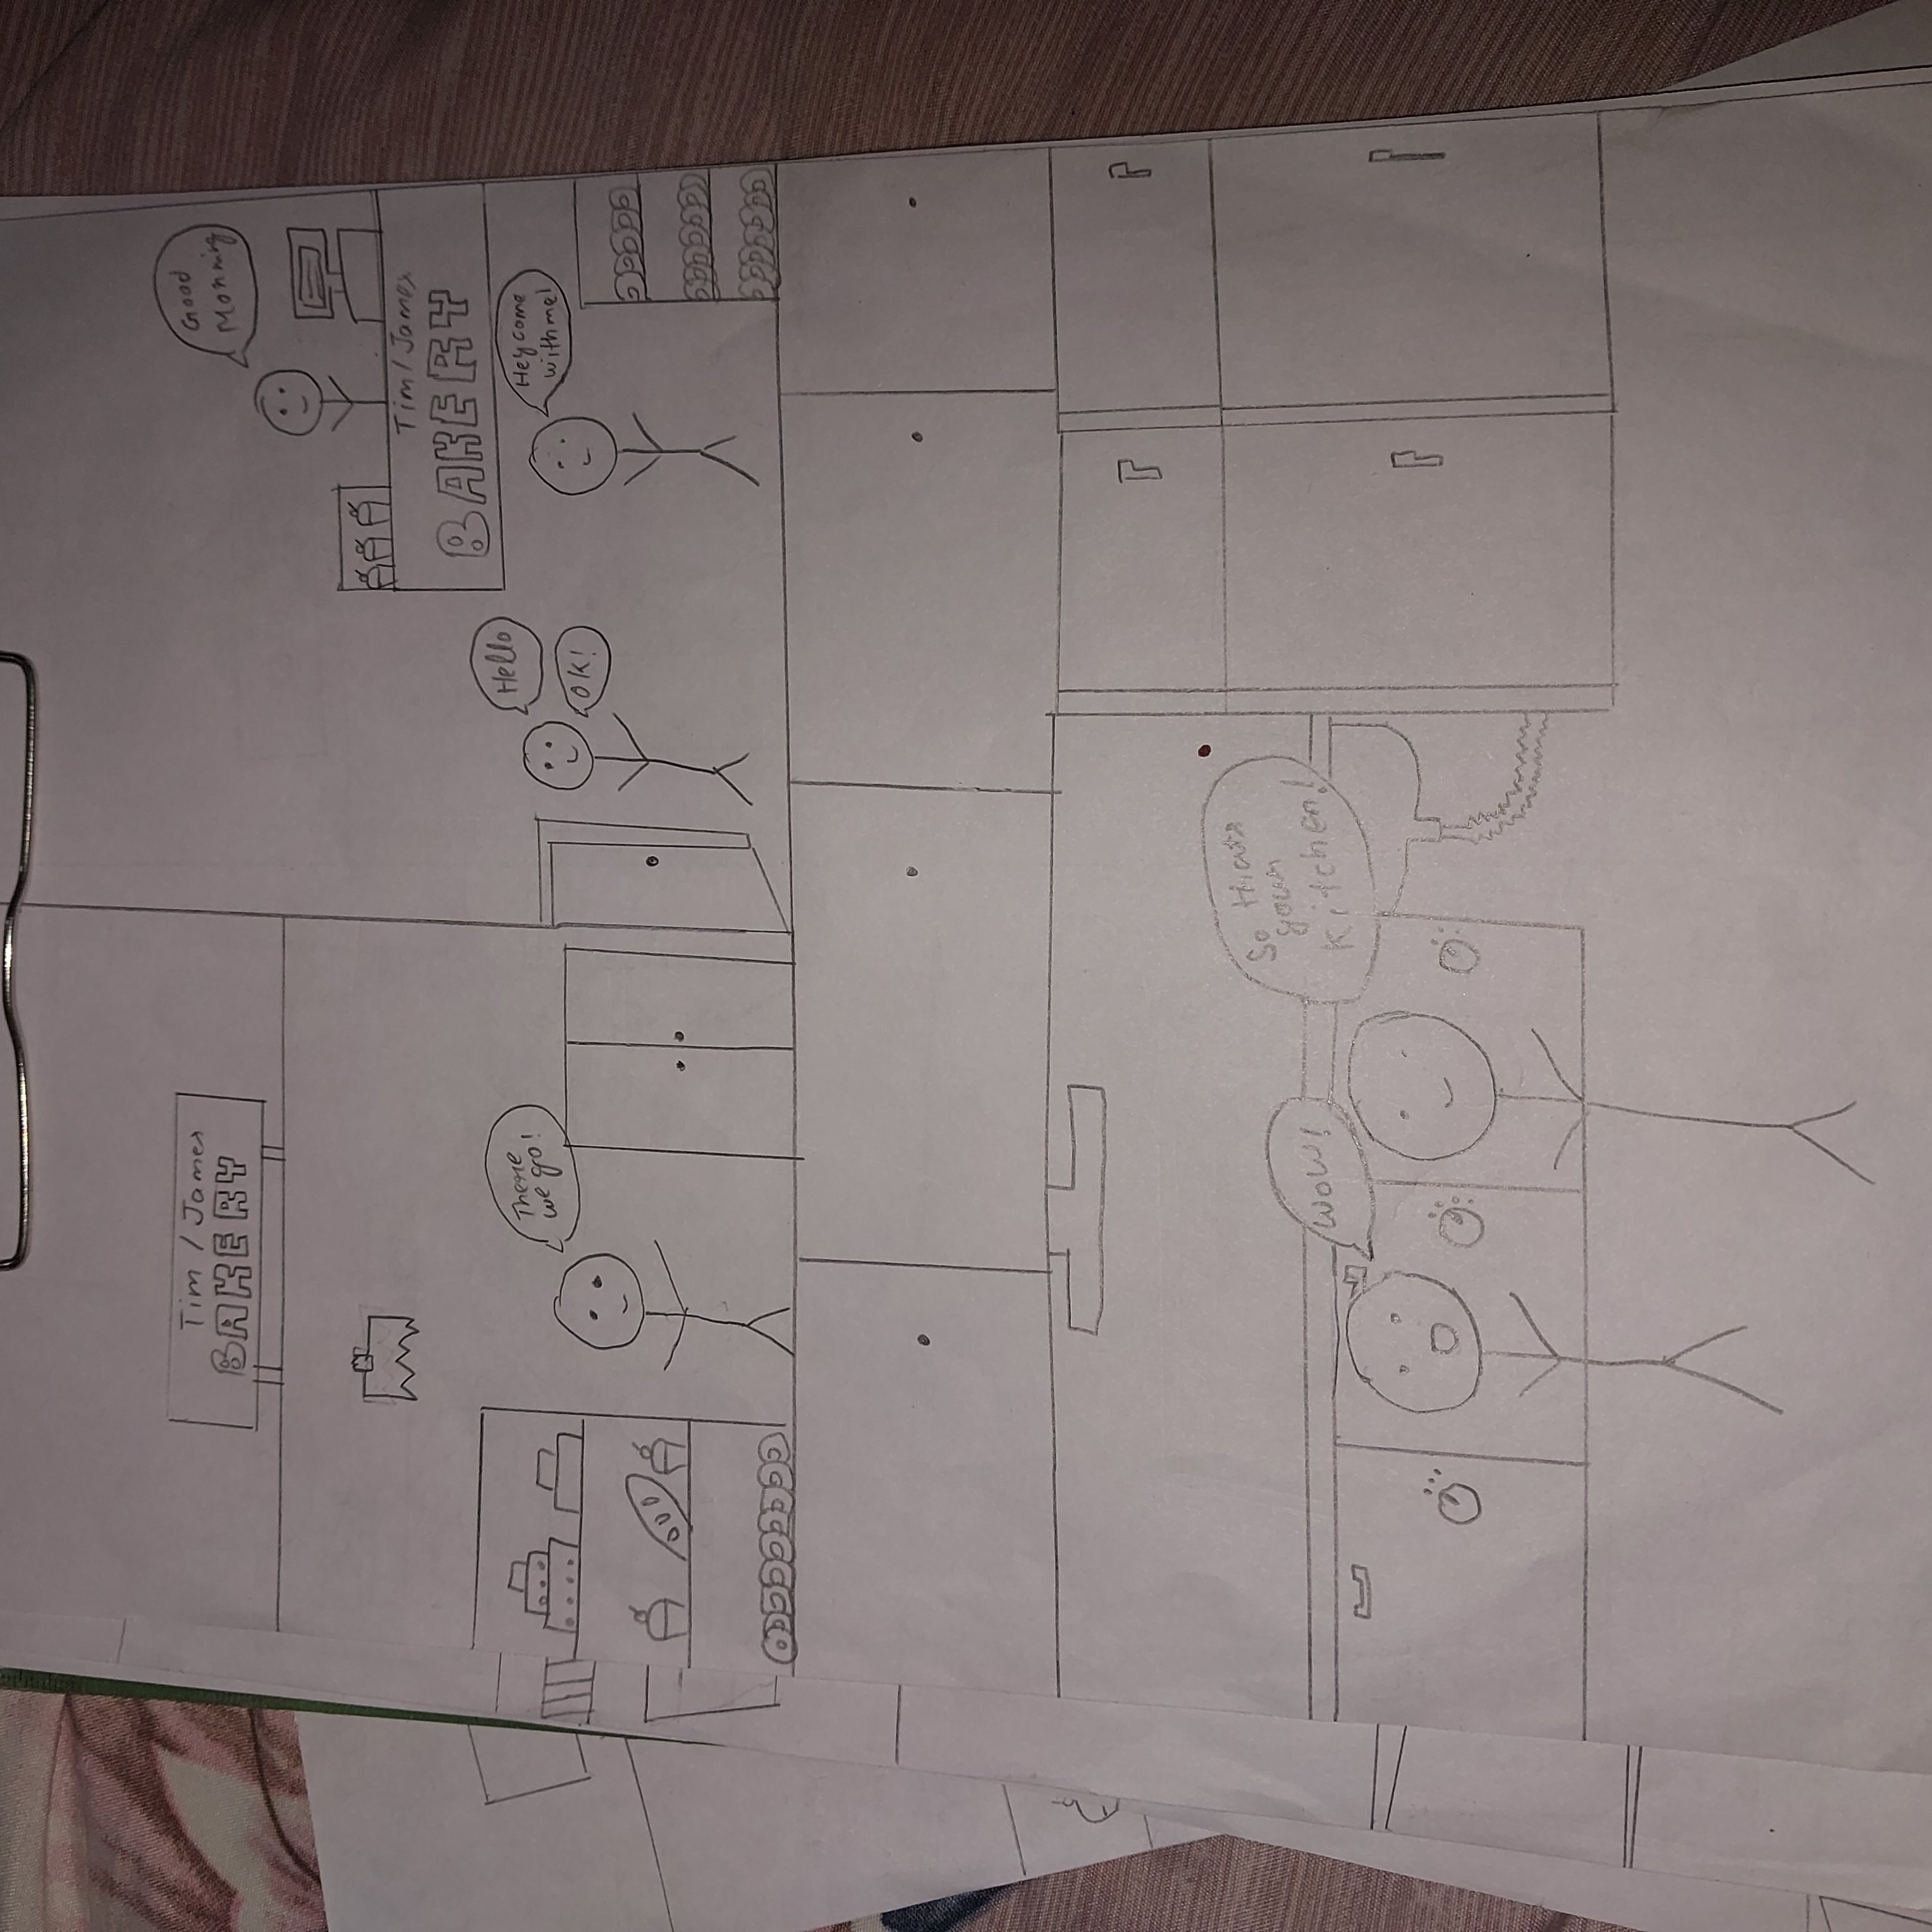 Tim / James
BAKERY
There
we go!
Good
Morning
Tim / James
BAKERY
Hello
OK!
Hey come
with me!
WOW!
So thats
your
kitchen!